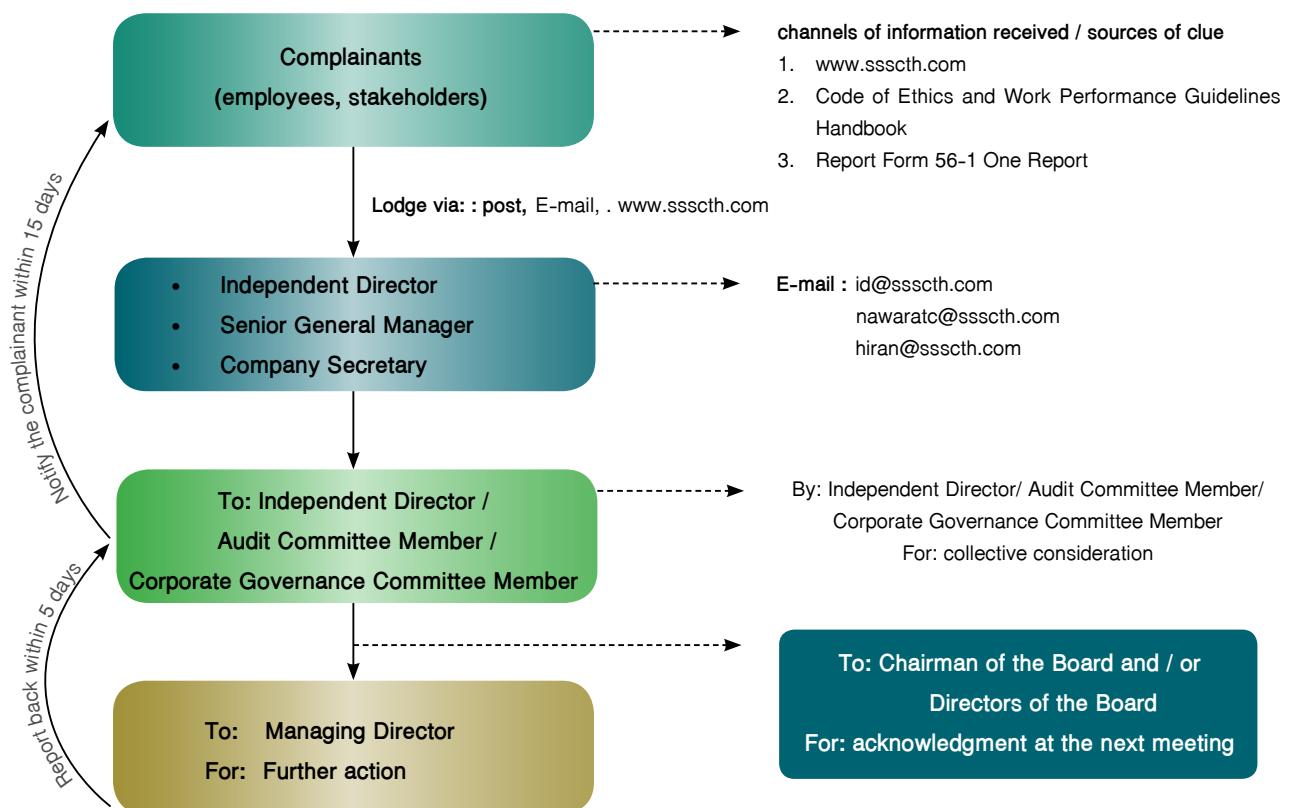 Complainants
(employees, stakeholders)
channels of information received / sources of clue
1. www.ssscth.com
2. Code of Ethics and Work Performance Guidelines
Handbook
3. Report Form 56-1 One Report
Lodge via: : post, E-mail, . www.ssscth.com
• Independent Director
• Senior General Manager
• Company Secretary
E-mail : id@ssscth.com
nawaratc@ssscth.com
hiran@ssscth.com
Notify the complainant within 15 days
To: Independent Director /
Audit Committee Member /
Corporate Governance Committee Member
By: Independent Director/ Audit Committee Member/
Corporate Governance Committee Member
For: collective consideration
Report back within 5 days
To: Chairman of the Board and / or
Directors of the Board
For: acknowledgment at the next meeting
To: Managing Director
For: Further action